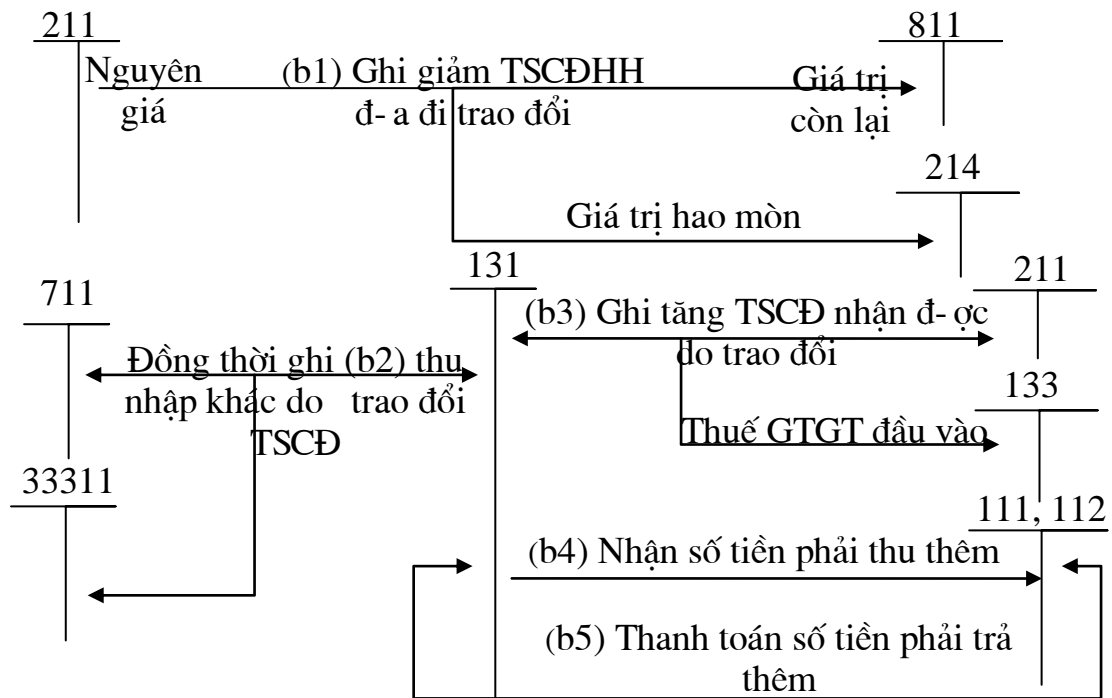 211
811
Nguyên
giá
(b1) Ghi giảm TSCĐHH
đ- a đi trao đổi
Giá trị
còn lại
214
Giá trị hao mòn
131
211
711
(b3) Ghi tăng TSCĐ nhận đ- ợc
do trao đổi
Đồng thời ghi (b2) thu
nhập khác do trao đổi
TSCĐ
133
Thuế GTGT đầu vào
33311
111, 112
(b4) Nhận số tiền phải thu thêm
(b5) Thanh toán số tiền phải trả
thêm